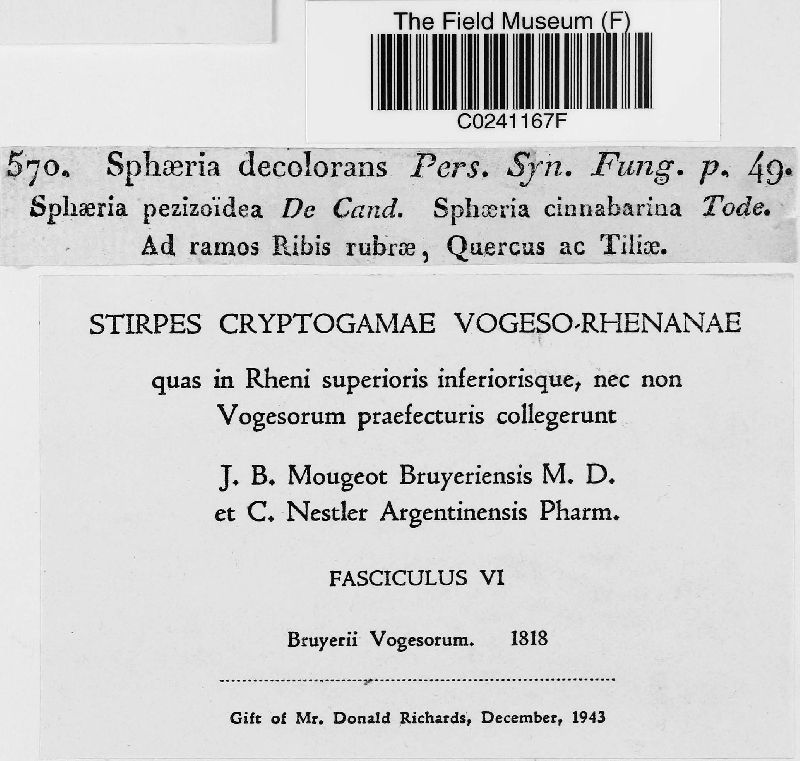 The Field Museum (F)
C0241167F
570. Sphæria decolorans Pers. Syn. Fung. p. 49.
Sphæria pezizoïdea De Cand. Sphæria cinnabarina Tode.
Ad ramos Ribis rubræ, Quercus ac Tiliæ.
STIRPES CRYPTOGAMAE VOGESO-RHENANAE
quas in Rheni superioris inferiorisque, nec non
Vogesorum praefecturis collegerunt
J. B. Mougeot Bruyeriensis M. D.
et C. Nestler Argentinensis Pharm.
FASCICULUS VI
Bruyerii Vogesorum. 1818
Gift of Mr. Donald Richards, December, 1943